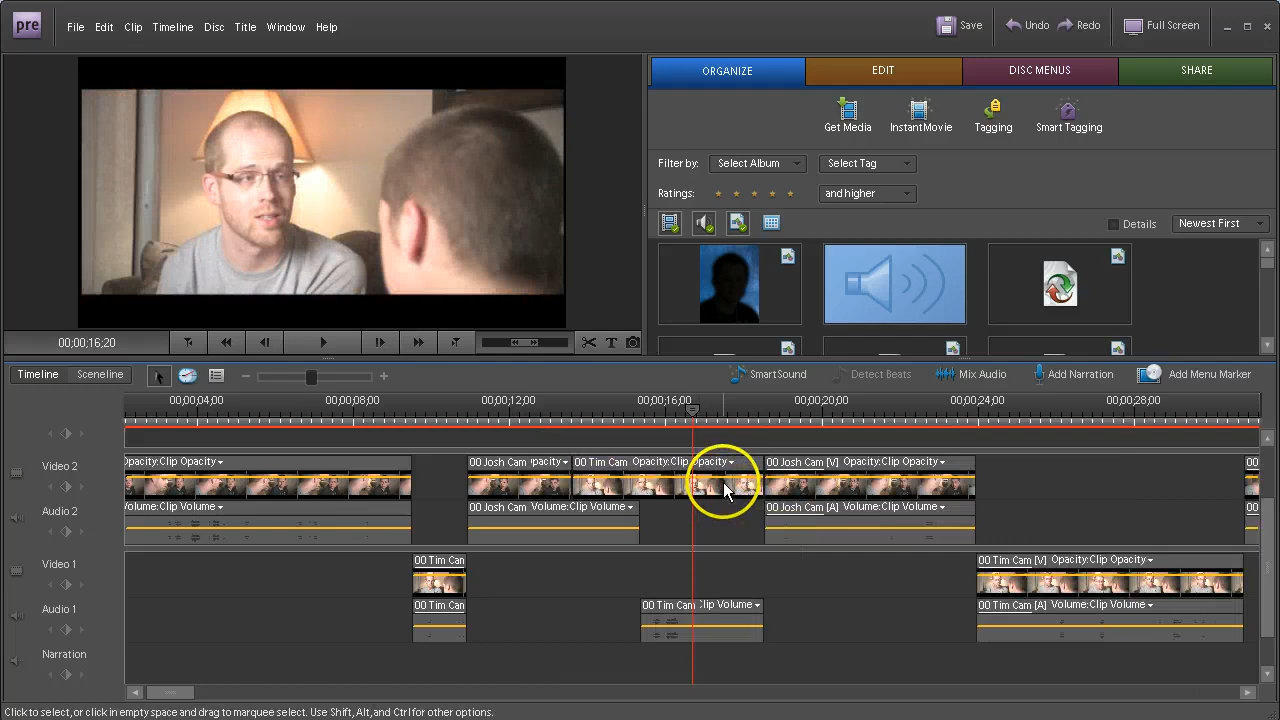 pre File Edit Clip Timeline Disc Title Window Help Save Undo Redo Full Screen
ORGANIZE EDIT DISC MENUS SHARE
Get Media InstantMovie Tagging Smart Tagging
Filter by: Select Album Select Tag
Ratings: and higher
Details Newest First
00;00;16;20
Timeline Sceneline SmartSound Detect Beats Mix Audio Add Narration Add Menu Marker
00;00;04;00 00;00;08;00 00;00;12;00 00;00;16;00 00;00;20;00 00;00;24;00 00;00;28;00
Video 2 Opacity:Clip Opacity 00 Josh Cam pacity 00 Tim Cam Opacity:Clip Opacity 00 Josh Cam [V] Opacity:Clip Opacity 00
Audio 2 Volume:Clip Volume 00 Josh Cam Volume:Clip Volume 00 Josh Cam [A] Volume:Clip Volume 00
Video 1 00 Tim Can 00 Tim Cam [V] Opacity:Clip Opacity
Audio 1 00 Tim Can 00 Tim Cam Clip Volume 00 Tim Cam [A] Volume:Clip Volume
Narration
Click to select, or click in empty space and drag to marquee select. Use Shift, Alt, and Ctrl for other options.